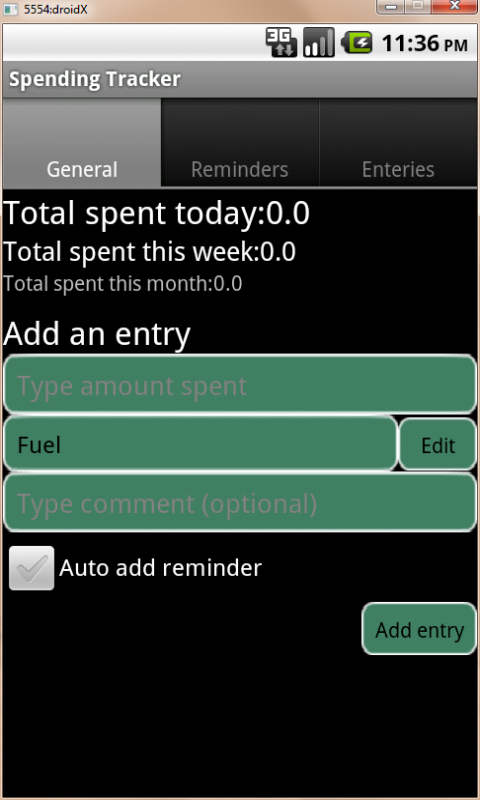 5554:droidX
3G 11:36 PM
Spending Tracker
General Reminders Enteries
Total spent today:0.0
Total spent this week:0.0
Total spent this month:0.0
Add an entry
Type amount spent
Fuel Edit
Type comment (optional)
Auto add reminder
Add entry